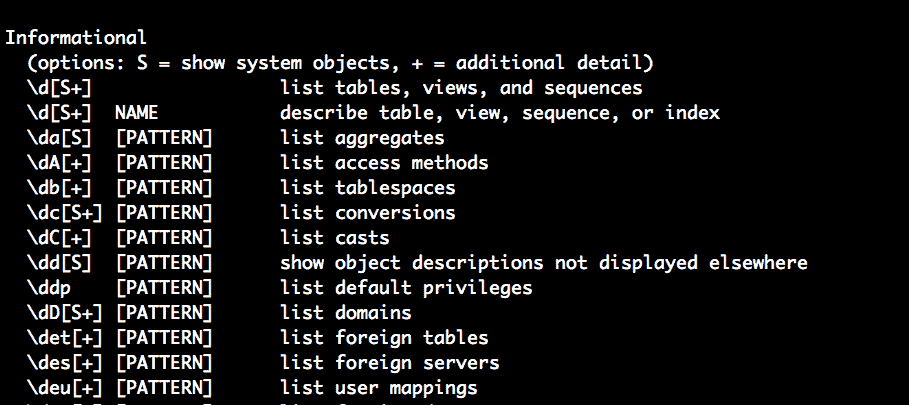 Informational
(options: S = show system objects, + = additional detail)
\d[S+] list tables, views, and sequences
\d[S+] NAME describe table, view, sequence, or index
\da[S] [PATTERN] list aggregates
\dA[+] [PATTERN] list access methods
\db[+] [PATTERN] list tablespaces
\dc[S+] [PATTERN] list conversions
\dC[+] [PATTERN] list casts
\dd[S] [PATTERN] show object descriptions not displayed elsewhere
\ddp [PATTERN] list default privileges
\dD[S+] [PATTERN] list domains
\det[+] [PATTERN] list foreign tables
\des[+] [PATTERN] list foreign servers
\deu[+] [PATTERN] list user mappings